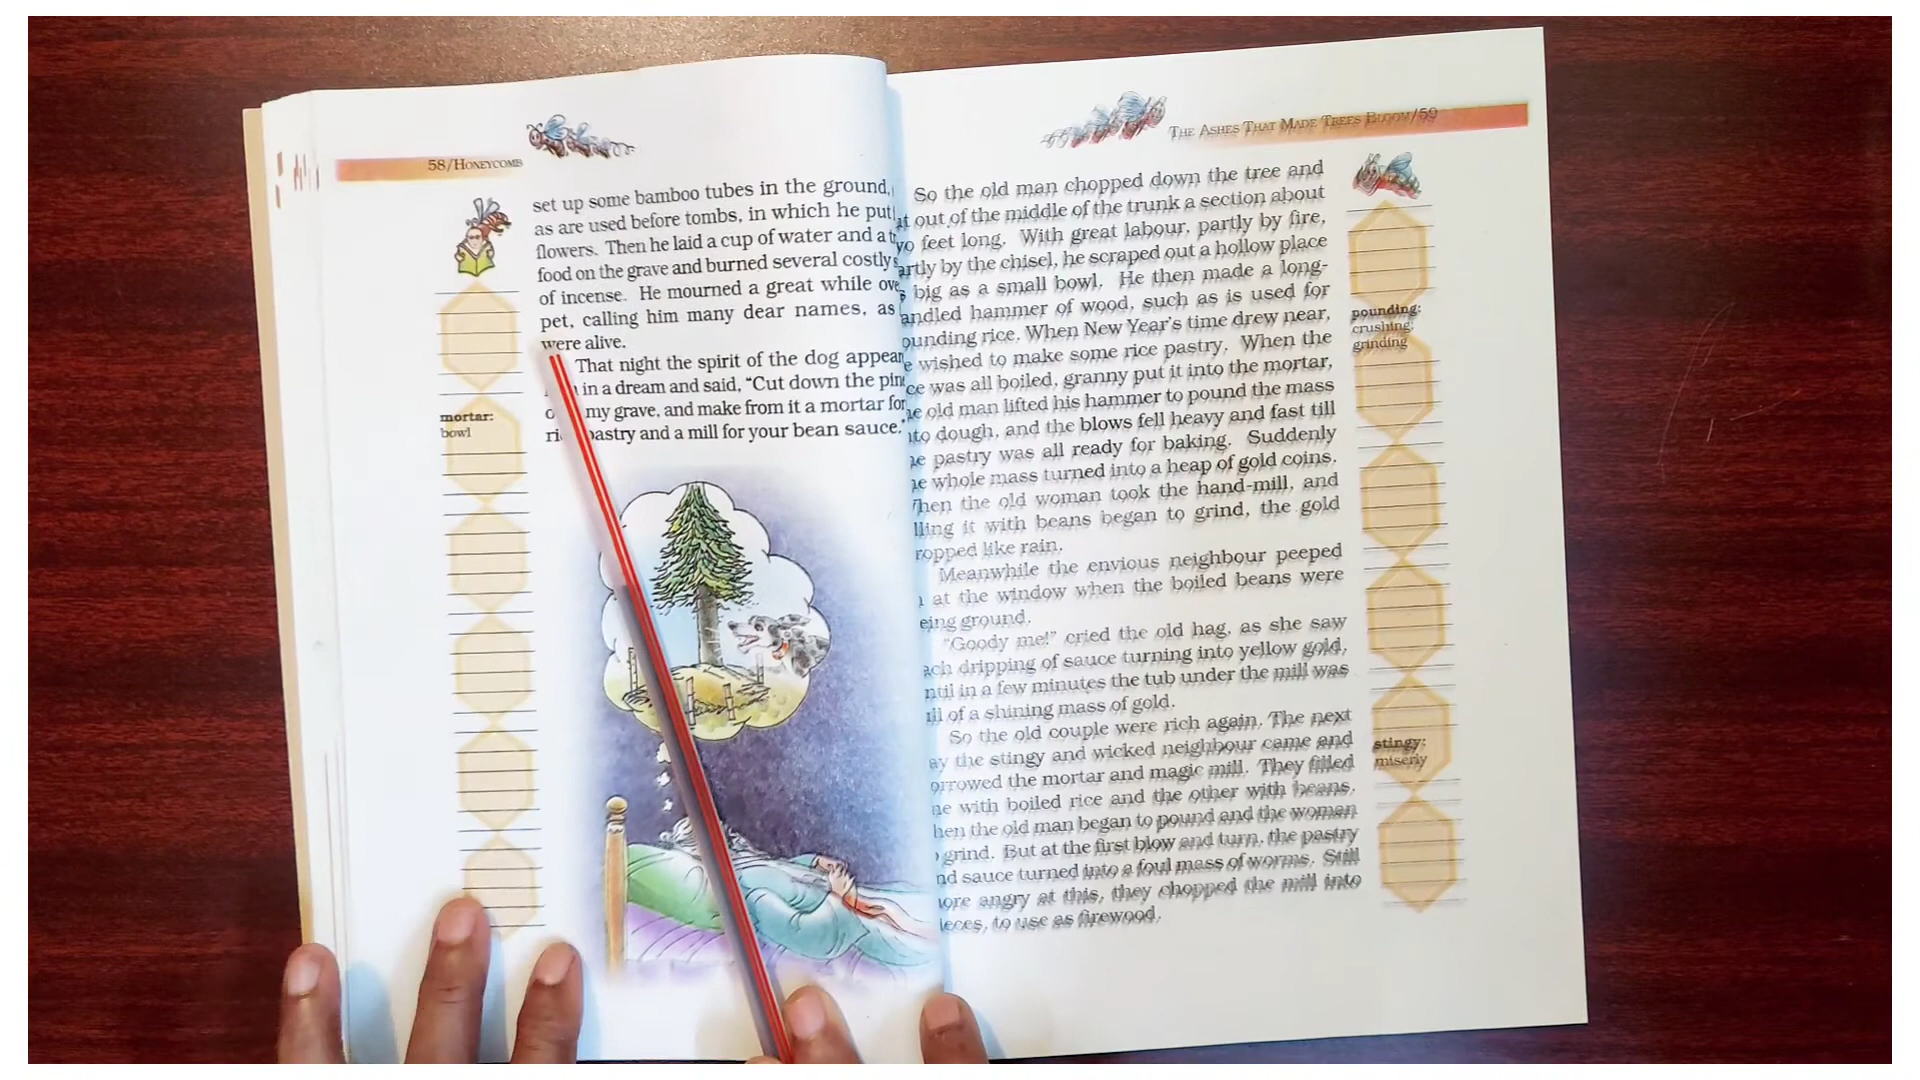 58/HONEYCOMB
set up some bamboo tubes in the ground,
as are used before tombs, in which he put
flowers. Then he laid a cup of water and a
food on the grave and burned several costly
of incense. He mourned a great while
pet, calling him many dear names, as
were alive.
That night the spirit of the dog
in a dream and said, “Cut down the
my grave, and make from it a mortar for
pastry and a mill for your bean sauce.”
mortar:
bowl
THE ASHES THAT MADE TREES BLOOM/59
So the old man chopped down the tree and
out of the middle of the trunk a section about
feet long. With great labour, partly by fire,
by the chisel, he scraped out a hollow place
big as a small bowl. He then made a long-
hammer of wood, such as is used for
rice. When New Year’s time drew near,
wished to make some rice pastry. When the
was all boiled, granny put it into the mortar,
old man lifted his hammer to pound the mass
dough, and the blows fell heavy and fast till
pastry was all ready for baking. Suddenly
whole mass turned into a heap of gold coins.
the old woman took the hand-mill, and
it with beans began to grind, the gold
like rain.
Meanwhile the envious neighbour peeped
at the window when the boiled beans were
ground.
“Goody me!” cried the old hag, as she saw
dripping of sauce turning into yellow gold,
in a few minutes the tub under the mill was
of a shining mass of gold.
So the old couple were rich again. The next
the stingy and wicked neighbour came and
the mortar and magic mill. They filled
with boiled rice and the other with beans.
the old man began to pound and the woman
grind. But at the first blow and turn, the pastry
sauce turned into a foul mass of worms. Still
angry at this, they chopped the mill into
to use as firewood.
pounding:
crushing;
grinding
stingy:
miserly